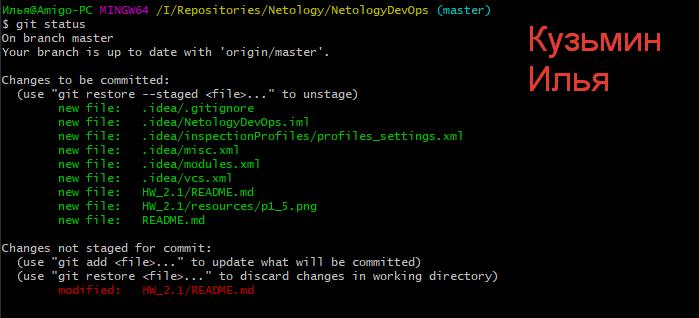 Илья@Amigo-PC MINGW64 /I/Repositories/Netology/NetologyDevOps (master)
$ git status
On branch master
Your branch is up to date with 'origin/master'.
Changes to be committed:
  (use "git restore --staged <file>..." to unstage)
        new file:   .idea/.gitignore
        new file:   .idea/NetologyDevOps.iml
        new file:   .idea/inspectionProfiles/profiles_settings.xml
        new file:   .idea/misc.xml
        new file:   .idea/modules.xml
        new file:   .idea/vcs.xml
        new file:   HW_2.1/README.md
        new file:   HW_2.1/resources/p1_5.png
        new file:   README.md
Changes not staged for commit:
  (use "git add <file>..." to update what will be committed)
  (use "git restore <file>..." to discard changes in working directory)
        modified:   HW_2.1/README.md
Кузьмин
Илья